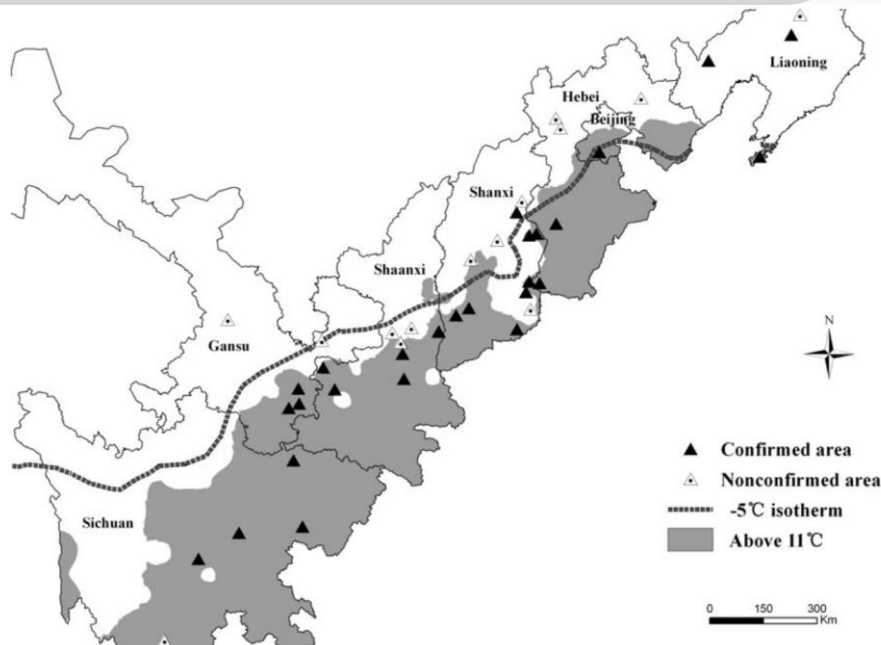 Liaoning
Hebei
Beijing
Shanxi
Shaanxi
Gansu
Sichuan
N
Confirmed area
Nonconfirmed area
-5℃ isotherm
Above 11℃
0 150 300
Km